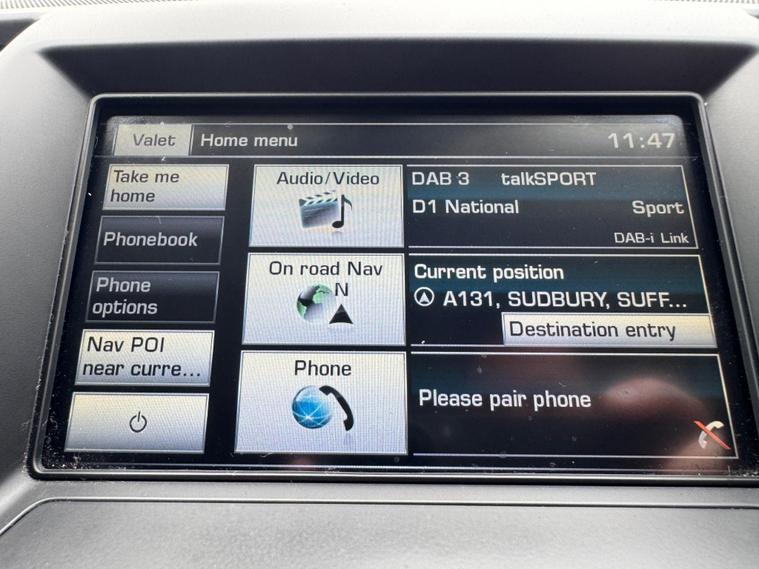 Valet Home menu 11:47
Take me
home
Phonebook
Phone
options
Nav POI
near curre...
Audio/Video
On road Nav
N
Phone
DAB 3 talkSPORT
D1 National Sport
DAB-i Link
Current position
A131, SUDBURY, SUFF...
Destination entry
Please pair phone